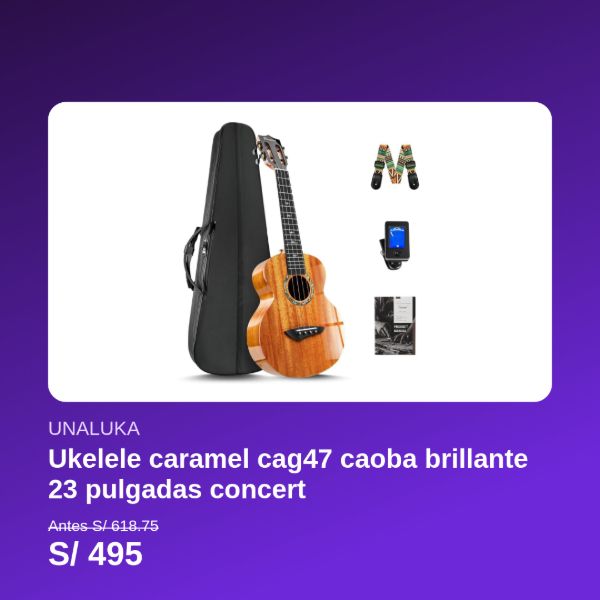 UNALUKA
Ukelele caramel cag47 caoba brillante
23 pulgadas concert
Antes S/ 618.75
S/ 495